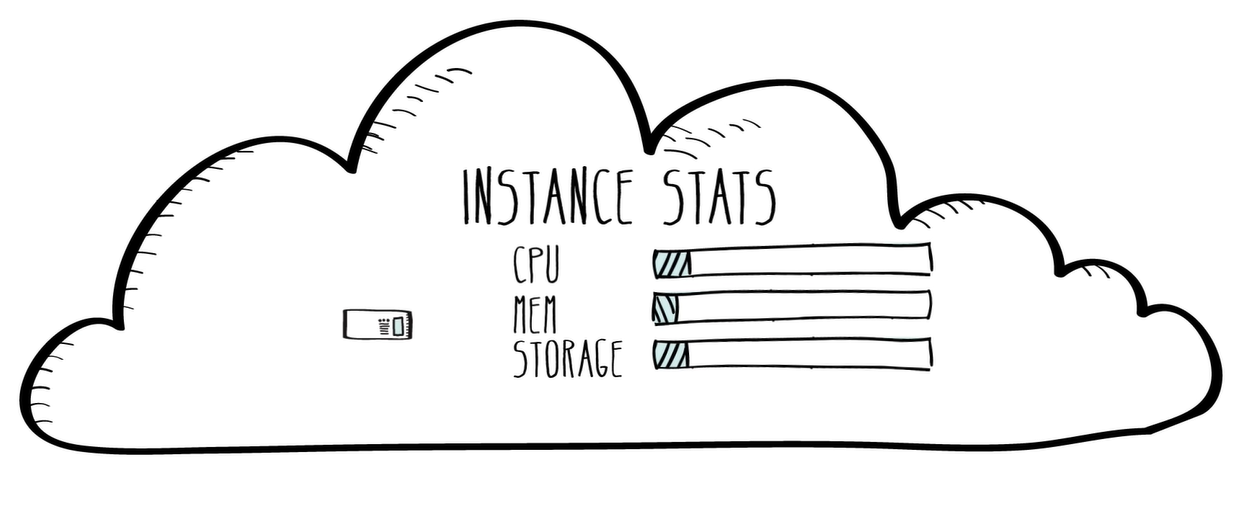 INSTANCE STATS
CPU
MEM
STORAGE